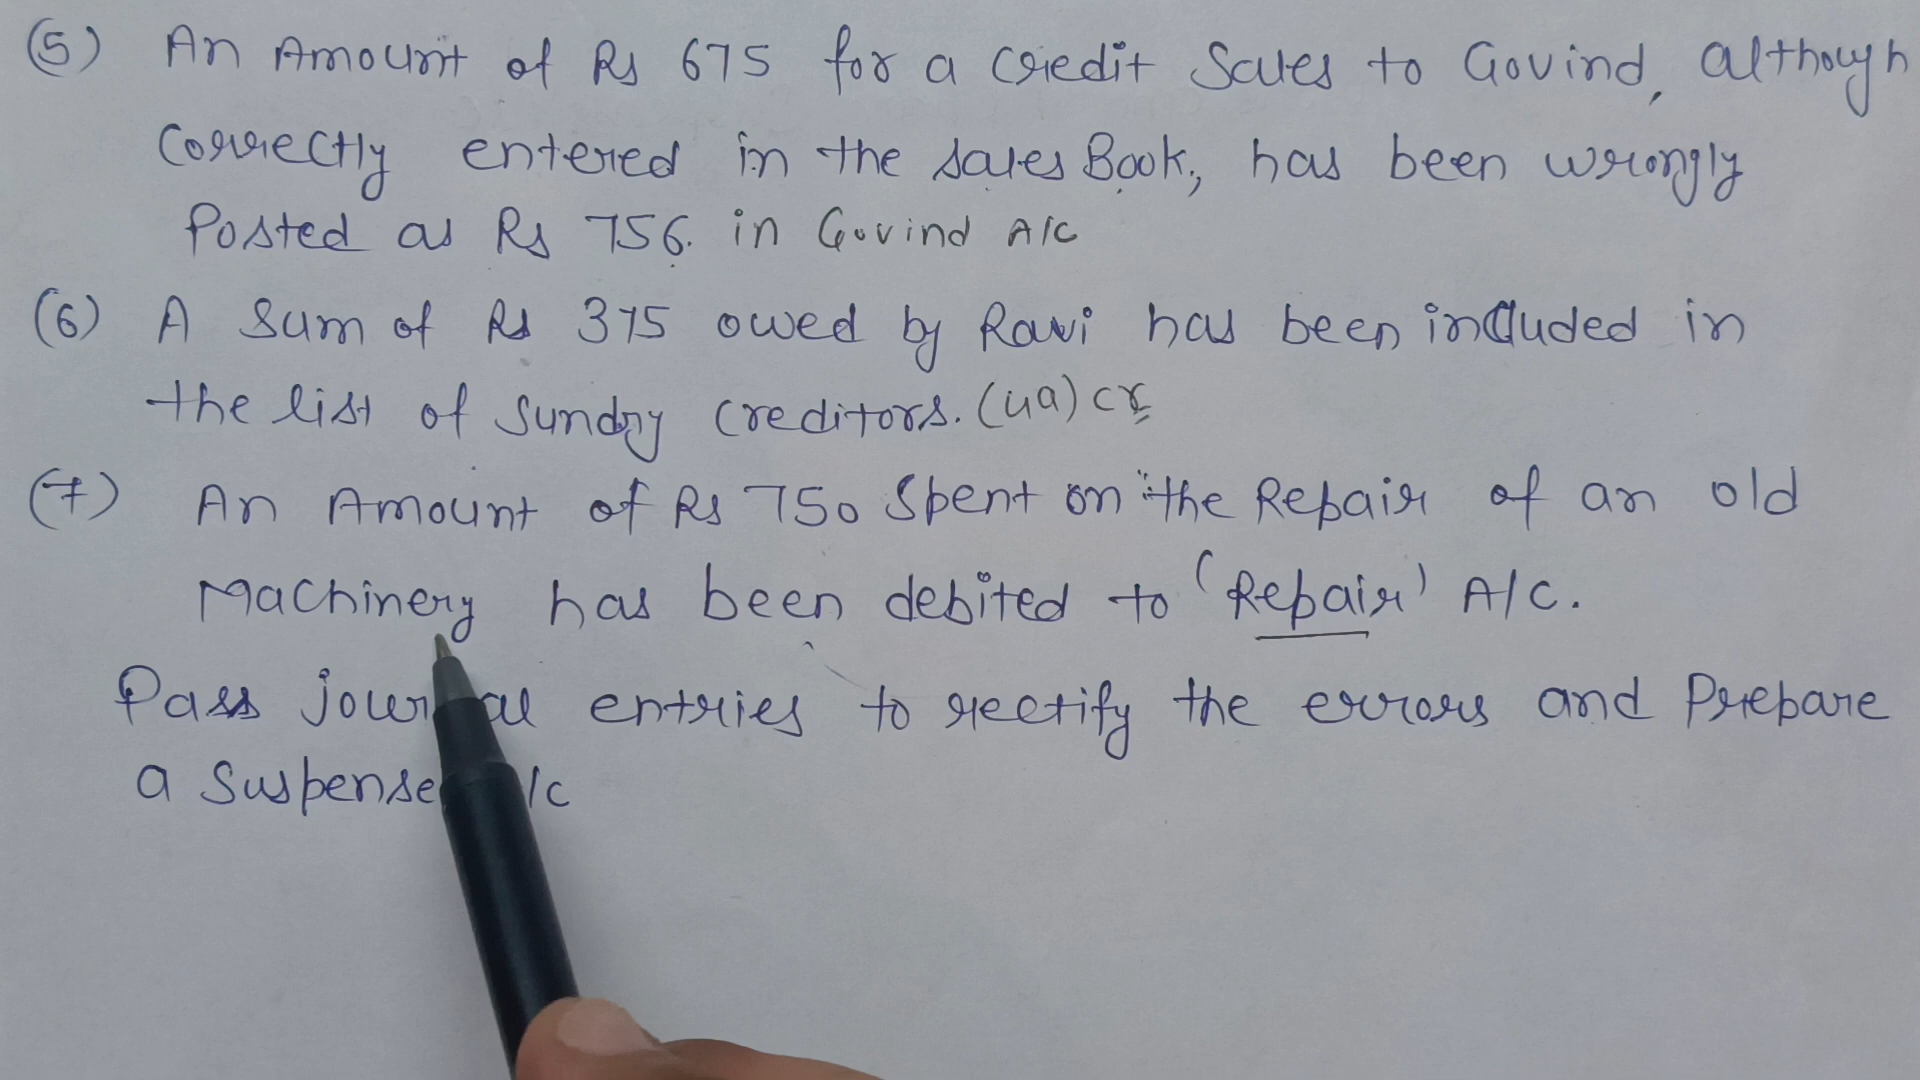 (5) An Amount of Rs 675 for a credit Sales to Govind, although
Correctly entered in the sales Book, has been wrongly
Posted as Rs 756. in Govind A/C
(6) A Sum of Rs 375 owed by Ravi has been included in
the list of Sundry Creditors. (ua) cr
(7) An Amount of Rs 750 Spent on the Repair of an old
Machinery has been debited to 'Repair' A/C.
Pass journal entries to rectify the errors and Prepare
a Suspense /c